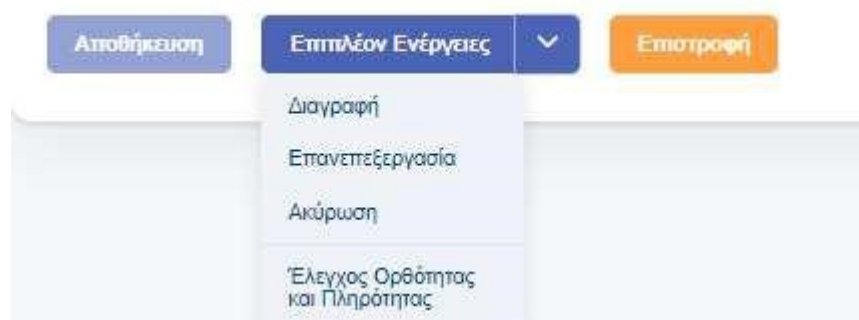 Αποθήκευση
Επιπλέον Ενέργειες
Επιστροφή
Διαγραφή
Επανεπεξεργασία
Ακύρωση
Έλεγχος Ορθότητας
και Πληρότητας